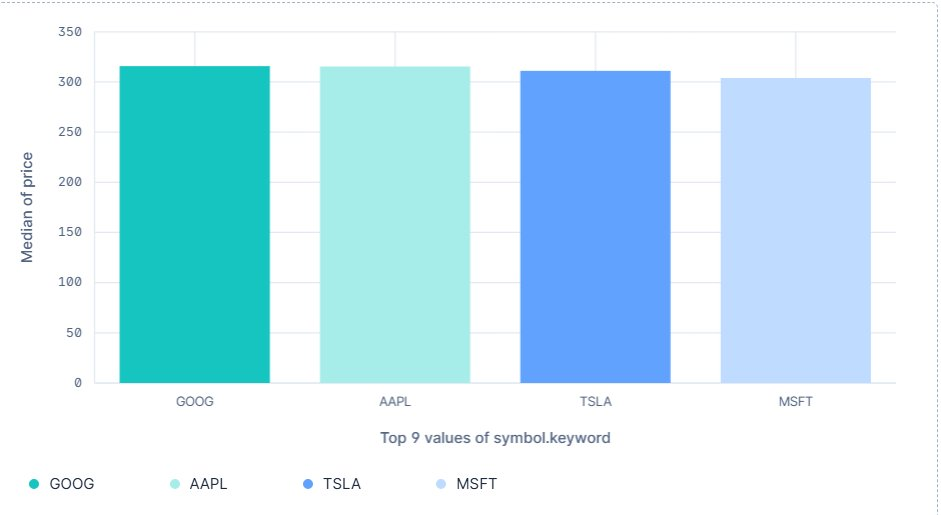 350
300
250
200
150
100
50
0
Median of price
GOOG AAPL TSLA MSFT
Top 9 values of symbol.keyword
GOOG AAPL TSLA MSFT